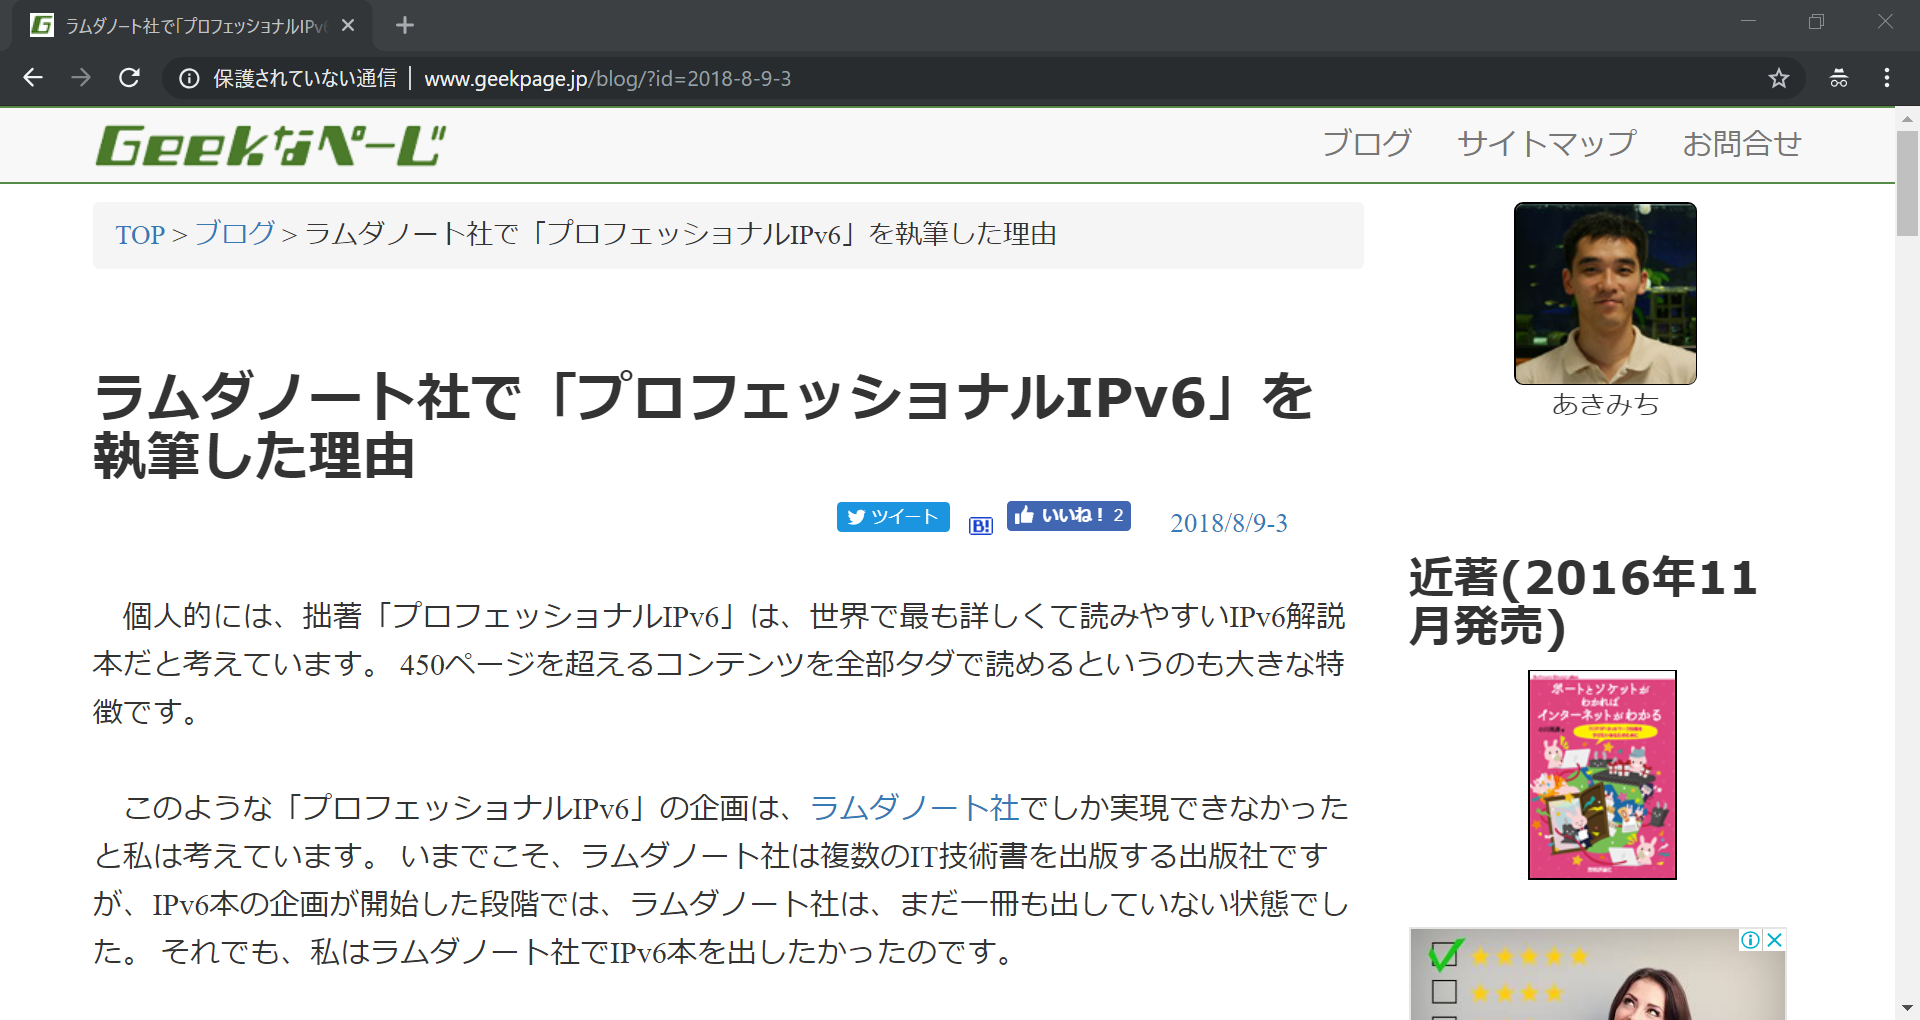 ラムダノート社で「プロフェッショナルIPv6
保護されていない通信 | www.geekpage.jp/blog/?id=2018-8-9-3
Geekなぺーじ
ブログ サイトマップ お問合せ
TOP > ブログ > ラムダノート社で「プロフェッショナルIPv6」を執筆した理由
あきみち
ラムダノート社で「プロフェッショナルIPv6」を
執筆した理由
ツイート B! いいね！ 2 2018/8/9-3
個人的には、拙著「プロフェッショナルIPv6」は、世界で最も詳しくて読みやすいIPv6解説
本だと考えています。 450ページを超えるコンテンツを全部タダで読めるというのも大きな特
徴です。
このような「プロフェッショナルIPv6」の企画は、ラムダノート社でしか実現できなかった
と私は考えています。 いまでこそ、ラムダノート社は複数のIT技術書を出版する出版社です
が、IPv6本の企画が開始した段階では、ラムダノート社は、まだ一冊も出していない状態でし
た。 それでも、私はラムダノート社でIPv6本を出したかったのです。
近著(2016年11
月発売)
ポートとソケットが
わかれば
インターネットがわかる